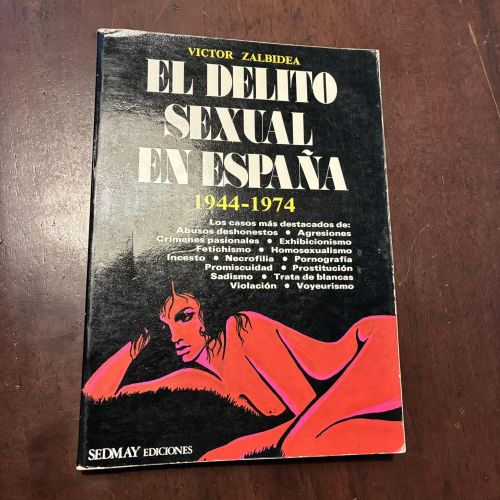 VICTOR ZALBIDEA
EL DELITO
SEXUAL
EN ESPAÑA
1944-1974
Los casos más destacados de:
Abusos deshonestos • Agresiones
Crímenes pasionales • Exhibicionismo
Fetichismo • Homosexualismo
Incesto • Necrofilia • Pornografía
Promiscuidad • Prostitución
Sadismo • Trata de blancas
Violación • Voyeurismo
SEDMAY EDICIONES